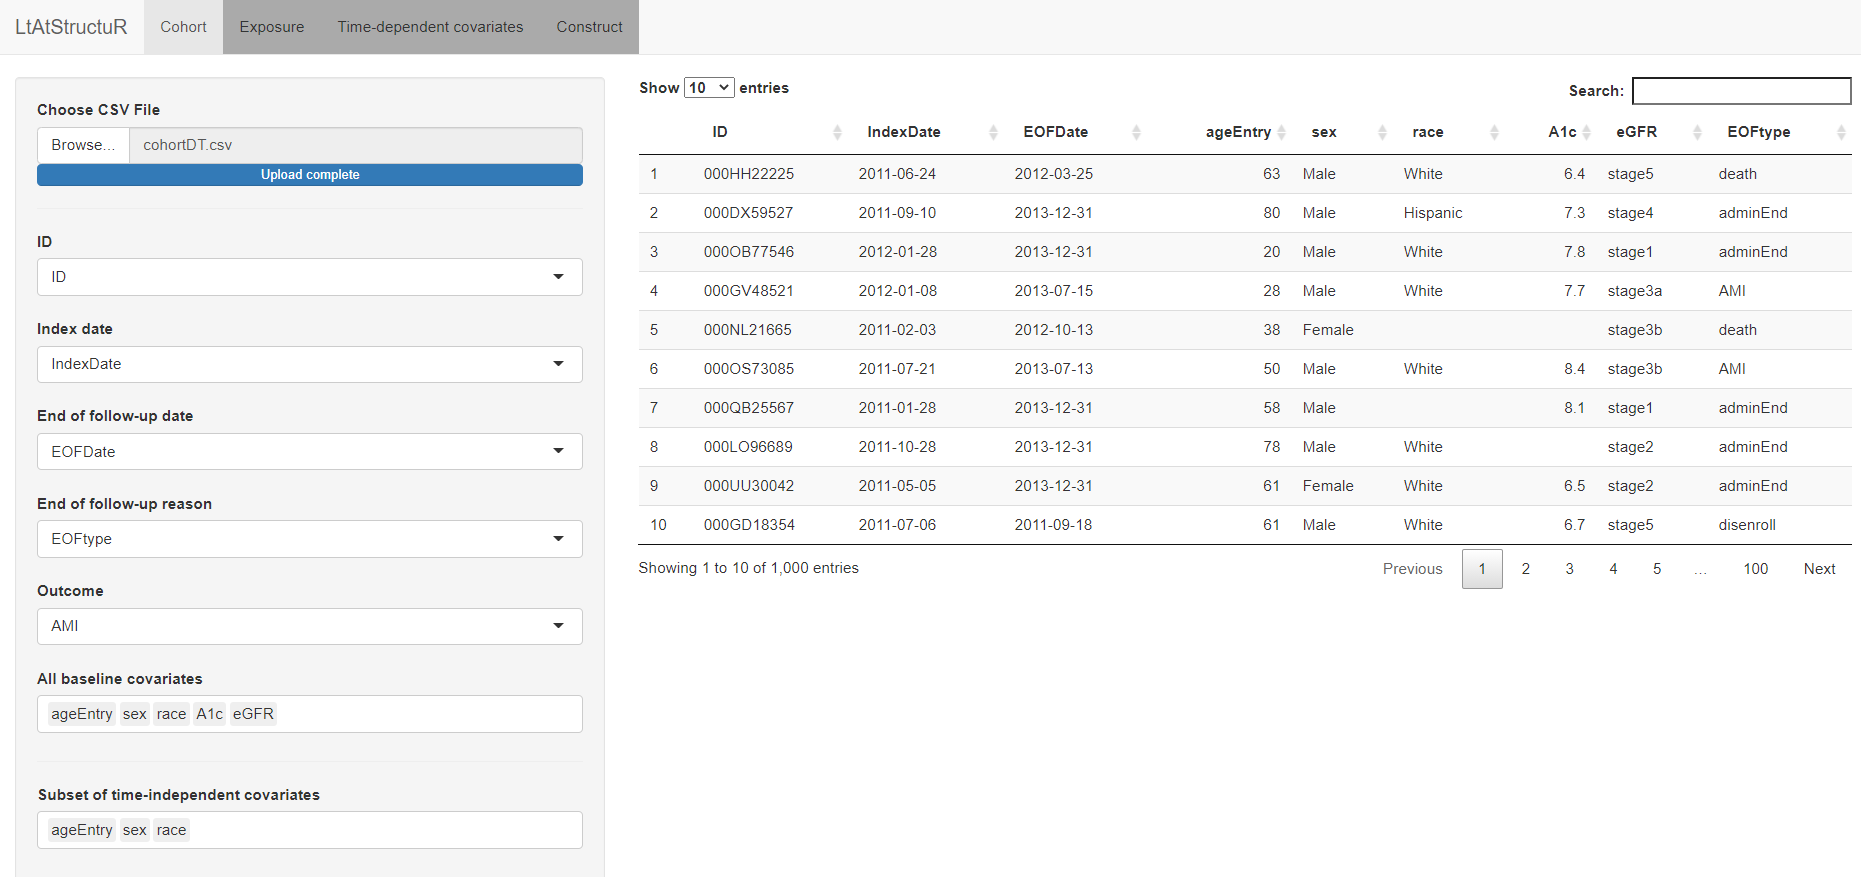 LtAtStructuR Cohort Exposure Time-dependent covariates Construct
Choose CSV File
Browse... cohortDT.csv
Upload complete
ID
ID
Index date
IndexDate
End of follow-up date
EOFDate
End of follow-up reason
EOFtype
Outcome
AMI
All baseline covariates
ageEntry sex race A1c eGFR
Subset of time-independent covariates
ageEntry sex race
Show 10 entries Search:
ID IndexDate EOFDate ageEntry sex race A1c eGFR EOFtype
1 000HH22225 2011-06-24 2012-03-25 63 Male White 6.4 stage5 death
2 000DX59527 2011-09-10 2013-12-31 80 Male Hispanic 7.3 stage4 adminEnd
3 000OB77546 2012-01-28 2013-12-31 20 Male White 7.8 stage1 adminEnd
4 000GV48521 2012-01-08 2013-07-15 28 Male White 7.7 stage3a AMI
5 000NL21665 2011-02-03 2012-10-13 38 Female stage3b death
6 000OS73085 2011-07-21 2013-07-13 50 Male White 8.4 stage3b AMI
7 000QB25567 2011-01-28 2013-12-31 58 Male 8.1 stage1 adminEnd
8 000LO96689 2011-10-28 2013-12-31 78 Male White stage2 adminEnd
9 000UU30042 2011-05-05 2013-12-31 61 Female White 6.5 stage2 adminEnd
10 000GD18354 2011-07-06 2011-09-18 61 Male White 6.7 stage5 disenroll
Showing 1 to 10 of 1,000 entries Previous 1 2 3 4 5 … 100 Next